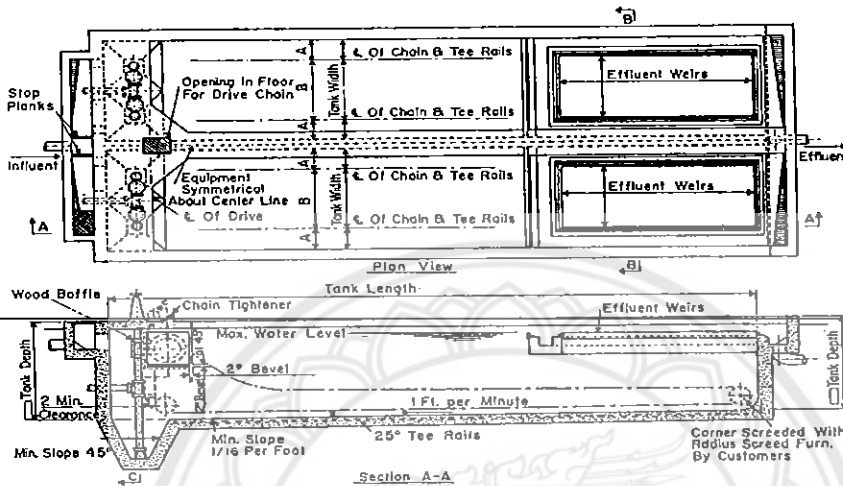 B
A
℄ Of Chain & Tee Rails
Stop
Planks
Opening In Floor
For Drive Chain
B
Tank Width
Effluent Weirs
℄ Of Chain & Tee Rails
A
Influent
Effluent
A
℄ Of Chain & Tee Rails
Equipment
Symmetrical
About Center Line
B
Tank Width
Effluent Weirs
A
℄ Of Drive
℄ Of Chain & Tee Rails
A
A
Plan View
B
Tank Length
Wood Baffle
Chain Tightener
Effluent Weirs
Max. Water Level
Tank Depth
Tank Depth
2" Bevel
2 Min.
Clearance
1 Ft. per Minute
Min. Slope 45°
Min. Slope
1/16 Per Foot
25° Tee Rails
Corner Screeded With
Radius Screed Furn.
By Customers
C
Section A-A